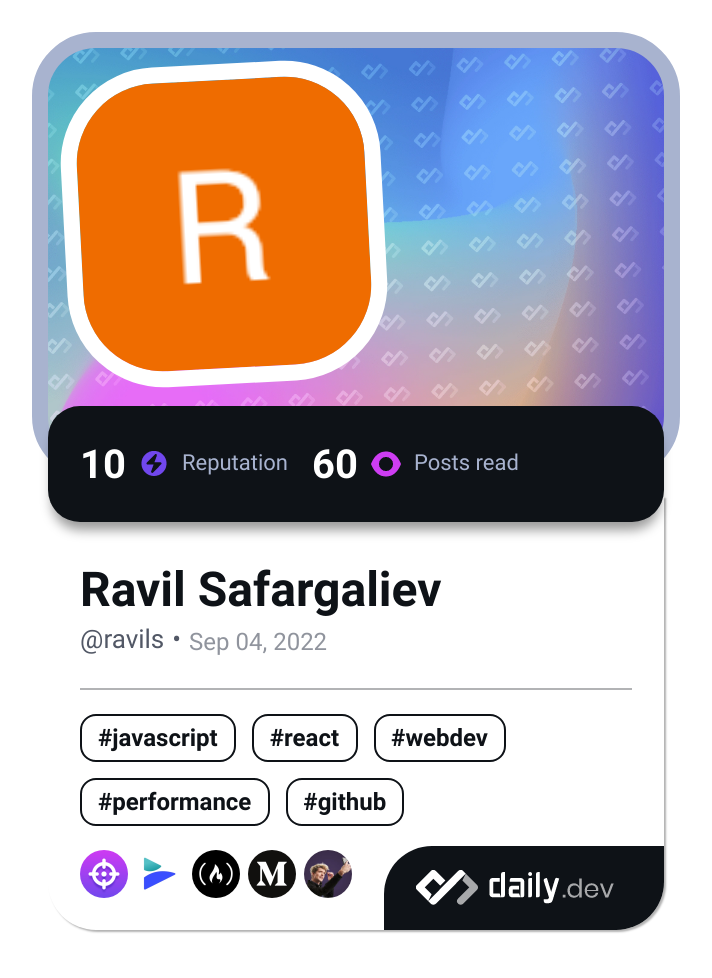 R
10 Reputation 60 Posts read
Ravil Safargaliev
@ravils • Sep 04, 2022
#javascript #react #webdev
#performance #github
M
daily.dev